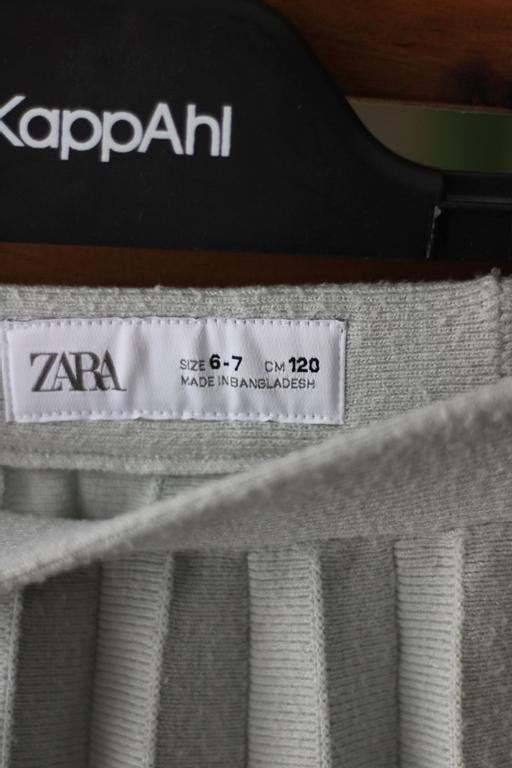 KappAhl
ZARA
SIZE 6-7 CM 120
MADE IN BANGLADESH